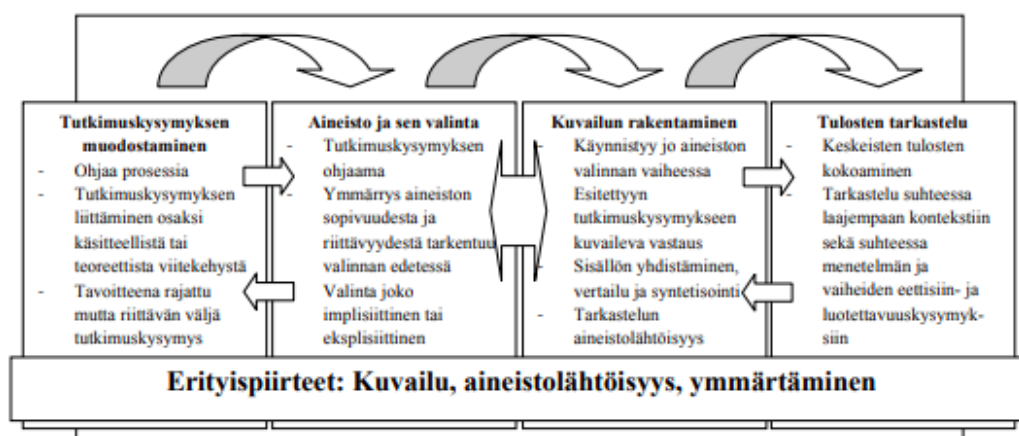 Tutkimuskysymyksen
muodostaminen
- Ohjaa prosessia
- Tutkimuskysymyksen
liittäminen osaksi
käsitteellistä tai
teoreettista viitekehystä
- Tavoitteena rajattu
mutta riittävän väljä
tutkimuskysymys
Aineisto ja sen valinta
- Tutkimuskysymyksen
ohjaama
- Ymmärrys aineiston
sopivuudesta ja
riittävyydestä tarkentuu
valinnan edetessä
- Valinta joko
implisiittinen tai
eksplisiittinen
Kuvailun rakentaminen
- Käynnistyy jo aineiston
valinnan vaiheessa
- Esitettyyn
tutkimuskysymykseen
kuvaileva vastaus
- Sisällön yhdistäminen,
vertailu ja syntetisointi
- Tarkastelun
aineistolähtöisyys
Tulosten tarkastelu
- Keskeisten tulosten
kokoaminen
- Tarkastelu suhteessa
laajempaan kontekstiin
sekä suhteessa
menetelmän ja
vaiheiden eettisiin- ja
luotettavuuskysymyk-
siin
Erityispiirteet: Kuvailu, aineistolähtöisyys, ymmärtäminen